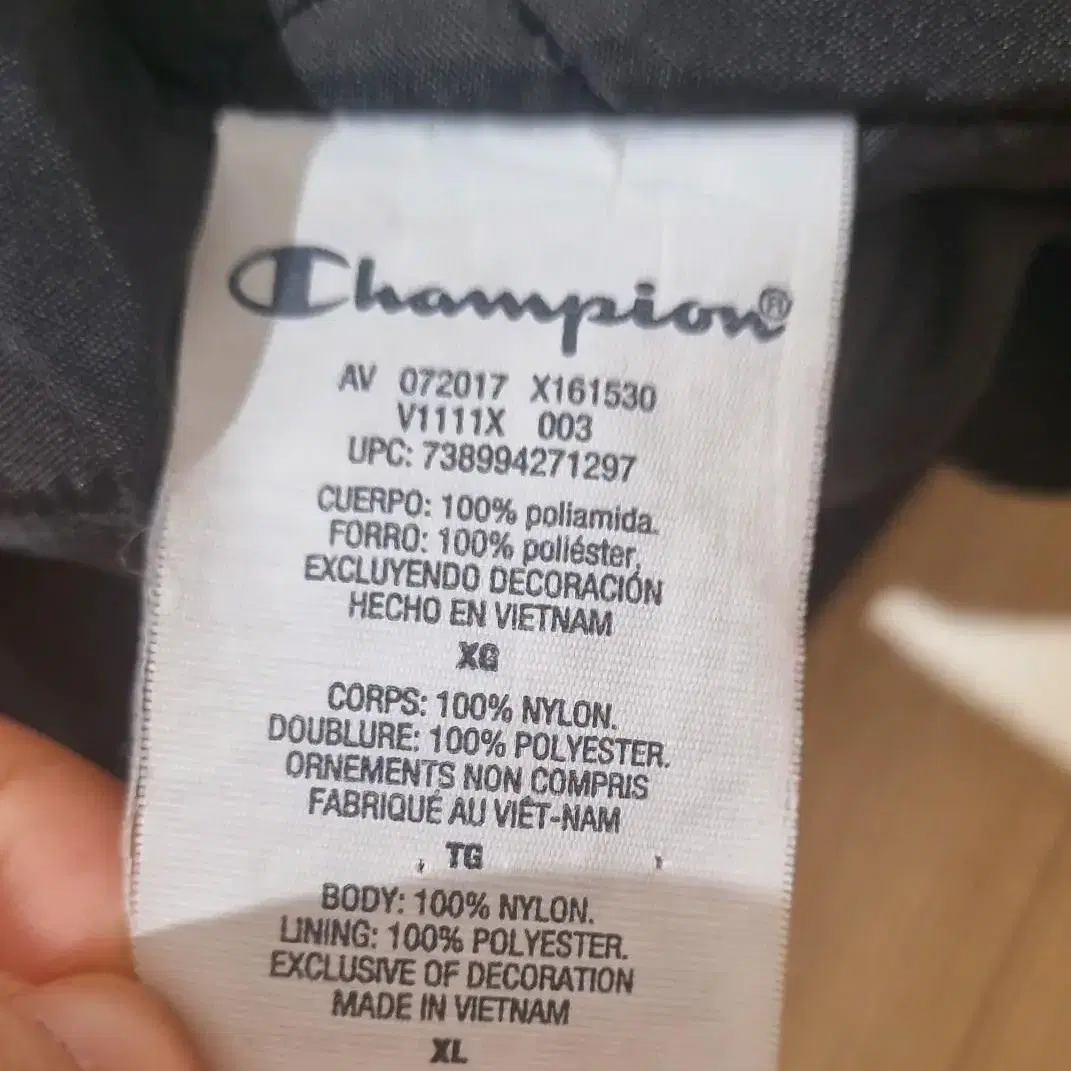 Champion®
AV 072017 X161530
V1111X 003
UPC: 738994271297
CUERPO: 100% poliamida.
FORRO: 100% poliéster,
EXCLUYENDO DECORACIÓN
HECHO EN VIETNAM
XG
CORPS: 100% NYLON.
DOUBLURE: 100% POLYESTER.
ORNEMENTS NON COMPRIS
FABRIQUÉ AU VIÊT-NAM
TG
BODY: 100% NYLON.
LINING: 100% POLYESTER.
EXCLUSIVE OF DECORATION
MADE IN VIETNAM
XL